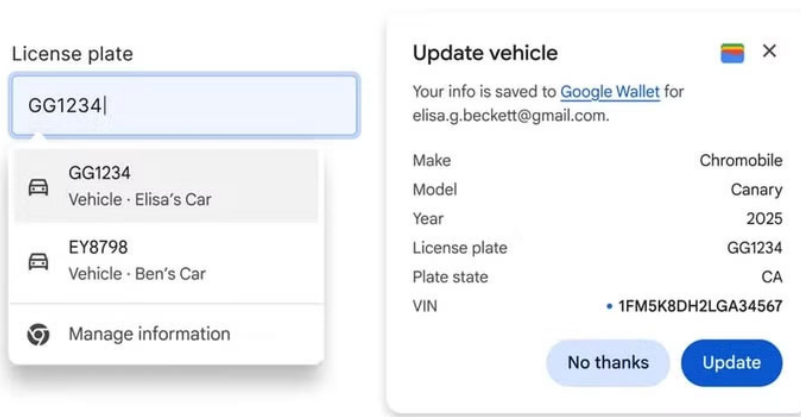 License plate
GG1234
GG1234
Vehicle · Elisa's Car
EY8798
Vehicle · Ben's Car
Manage information
Update vehicle
Your info is saved to Google Wallet for
elisa.g.beckett@gmail.com.
Make Chromobile
Model Canary
Year 2025
License plate GG1234
Plate state CA
VIN • 1FM5K8DH2LGA34567
No thanks Update